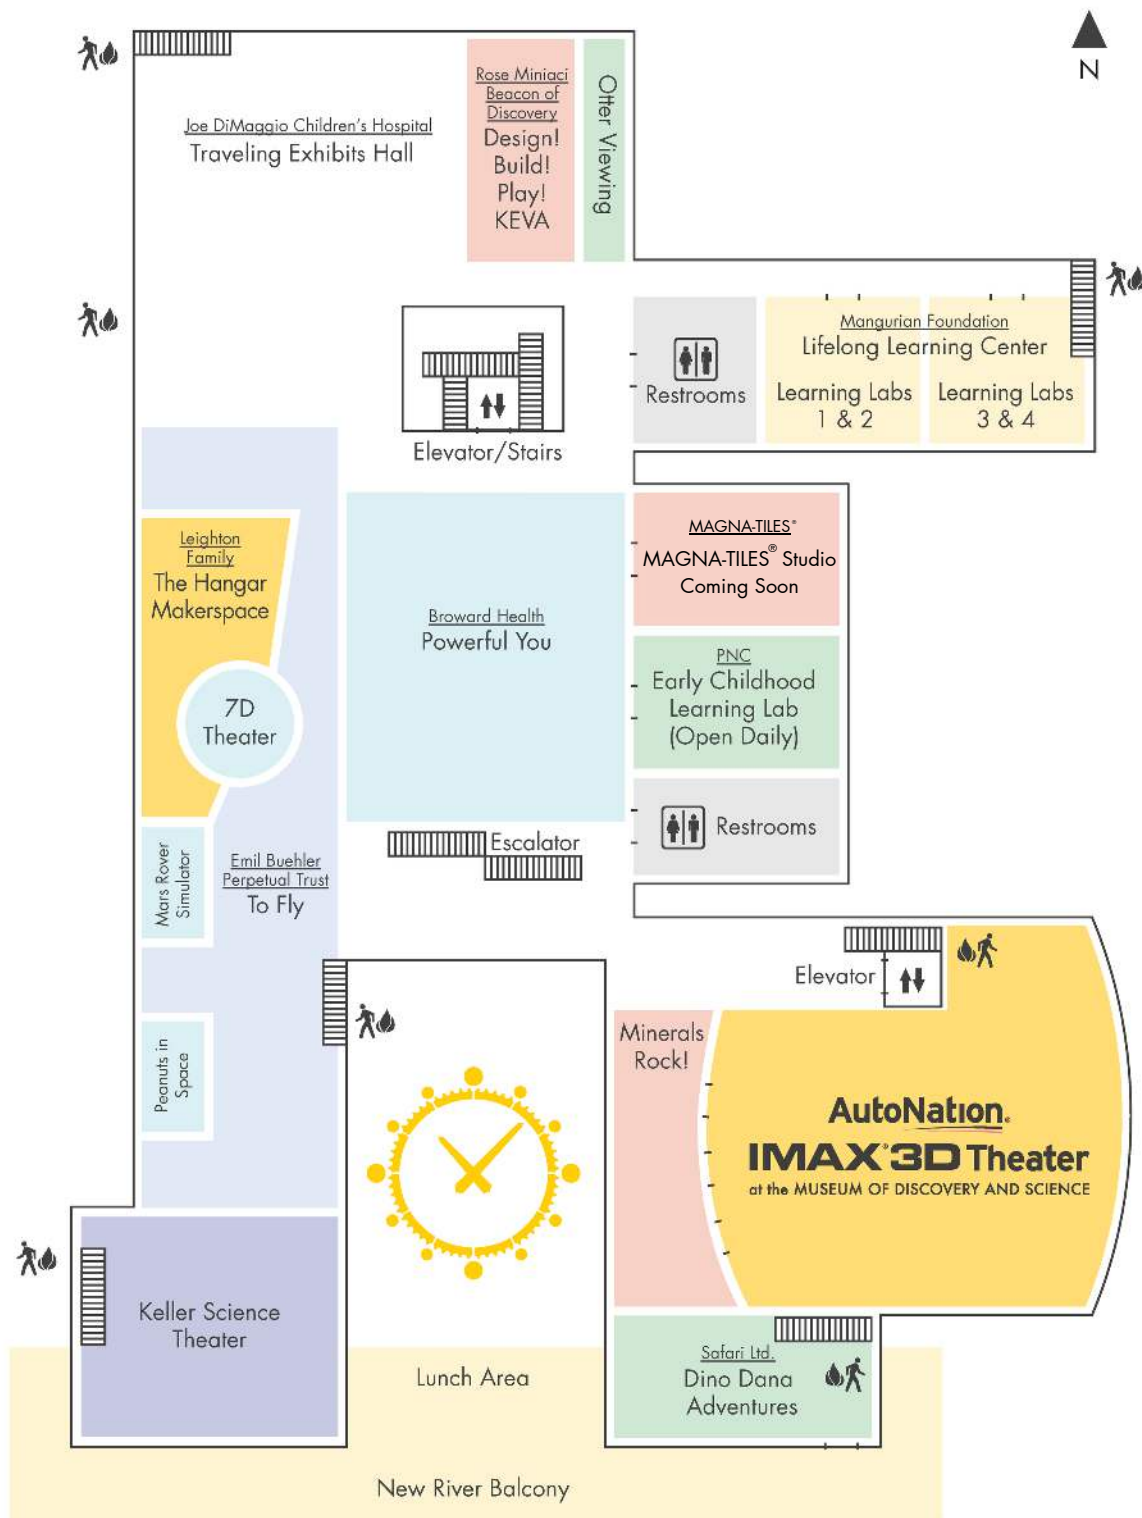 N
Joe DiMaggio Children's Hospital
Traveling Exhibits Hall
Rose Miniaci
Beacon of
Discovery
Design!
Build!
Play!
KEVA
Otter Viewing
Restrooms
Mangurian Foundation
Lifelong Learning Center
Learning Labs
1 & 2
Learning Labs
3 & 4
Elevator/Stairs
Leighton
Family
The Hangar
Makerspace
7D
Theater
Broward Health
Powerful You
MAGNA-TILES®
MAGNA-TILES® Studio
Coming Soon
PNC
Early Childhood
Learning Lab
(Open Daily)
Restrooms
Escalator
Mars Rover
Simulator
Emil Buehler
Perpetual Trust
To Fly
Elevator
Peanuts in
Space
Minerals
Rock!
AutoNation®
IMAX® 3D Theater
at the MUSEUM OF DISCOVERY AND SCIENCE
Keller Science
Theater
Lunch Area
Safari Ltd.
Dino Dana
Adventures
New River Balcony